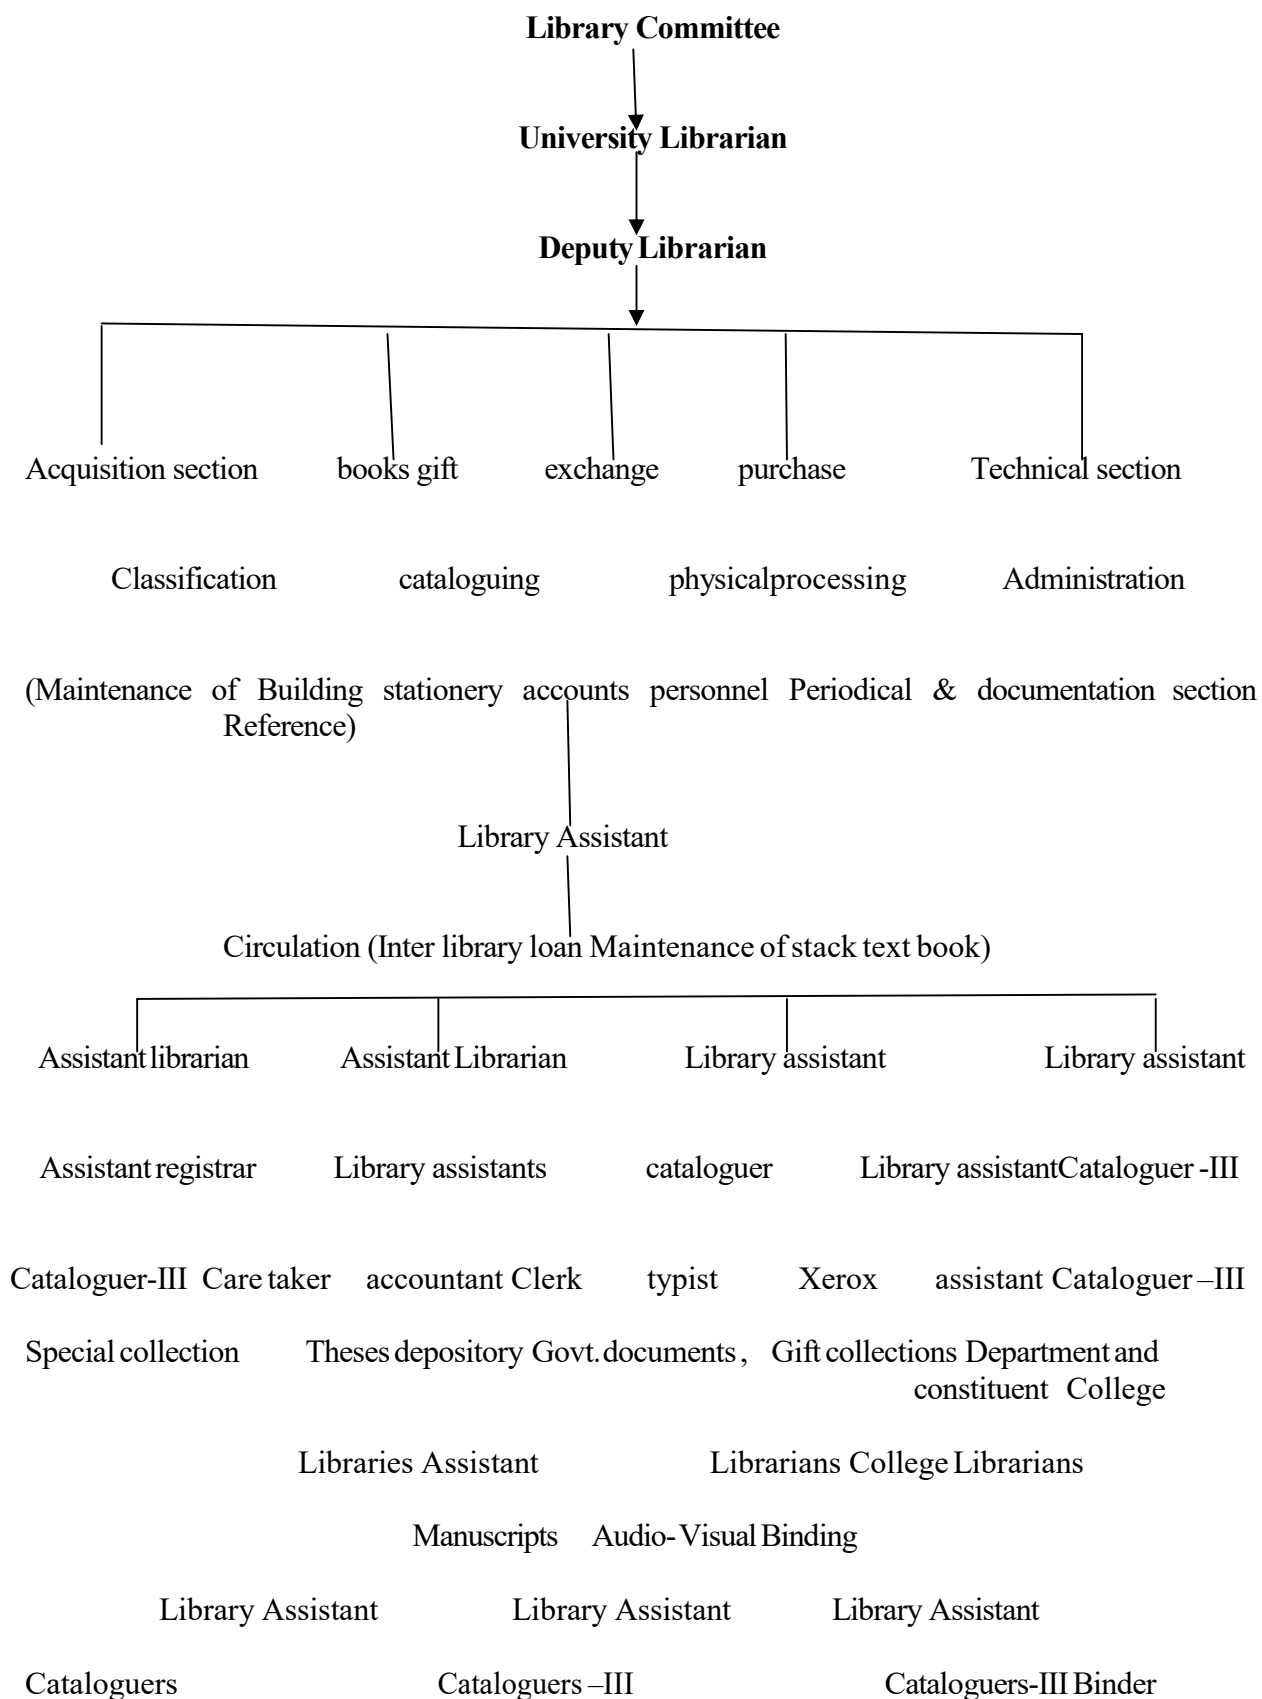 Library Committee
University Librarian
Deputy Librarian
Acquisition section books gift exchange purchase Technical section
Classification cataloguing physicalprocessing Administration
(Maintenance of Building stationery accounts personnel Periodical & documentation section
Reference)
Library Assistant
Circulation (Inter library loan Maintenance of stack text book)
Assistant librarian Assistant Librarian Library assistant Library assistant
Assistant registrar Library assistants cataloguer Library assistantCataloguer -III
Cataloguer-III Care taker accountant Clerk typist Xerox assistant Cataloguer –III
Special collection Theses depository Govt. documents , Gift collections Department and
constituent College
Libraries Assistant Librarians College Librarians
Manuscripts Audio- Visual Binding
Library Assistant Library Assistant Library Assistant
Cataloguers Cataloguers –III Cataloguers-III Binder